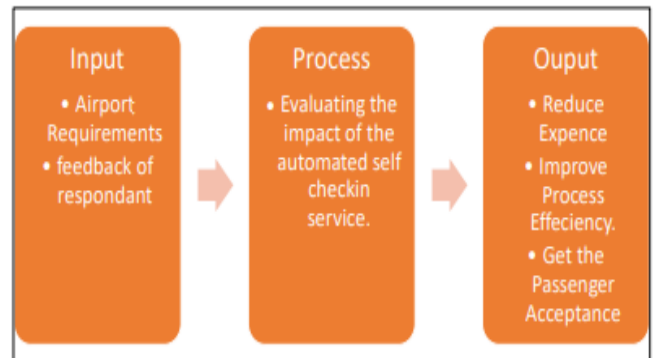 Input
• Airport
Requirements
• feedback of
respondant
Process
• Evaluating the
impact of the
automated self
checkin
service.
Ouput
• Reduce
Expence
• Improve
Process
Effeciency.
• Get the
Passenger
Acceptance